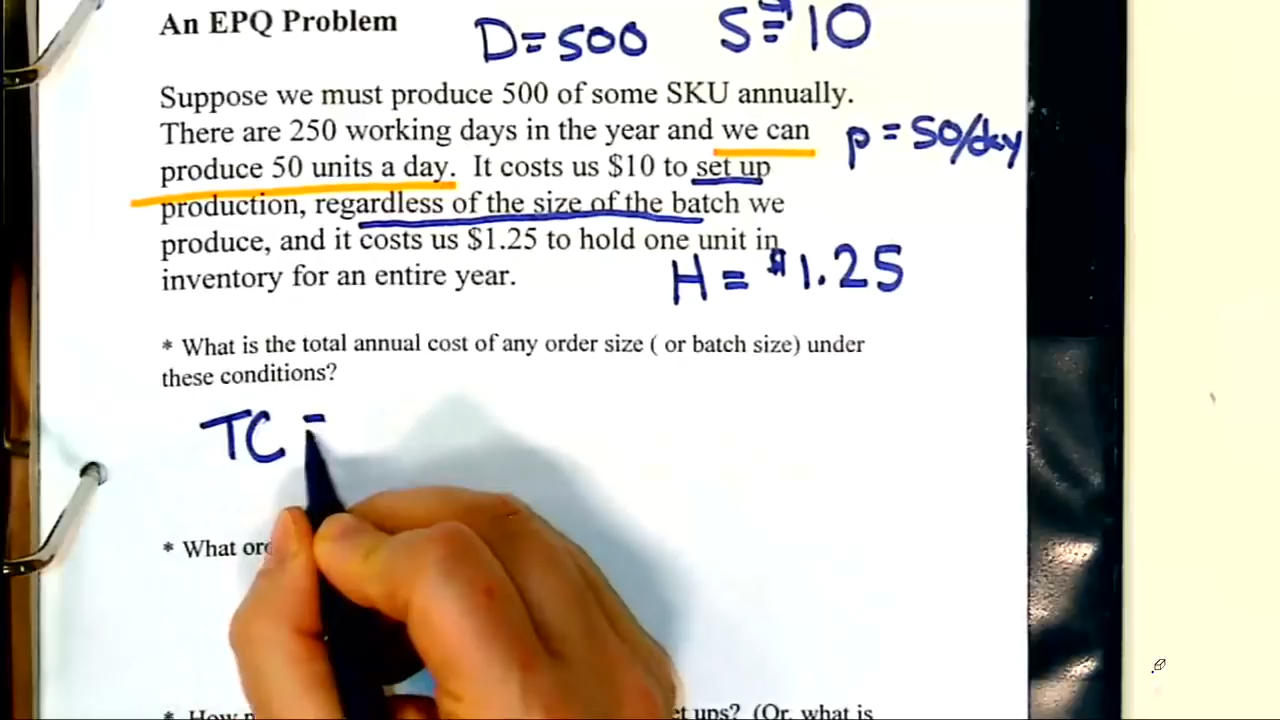 An EPQ Problem
D=500 S=10
Suppose we must produce 500 of some SKU annually.
There are 250 working days in the year and we can
p = 50/day
produce 50 units a day. It costs us $10 to set up
production, regardless of the size of the batch we
produce, and it costs us $1.25 to hold one unit in
inventory for an entire year.
H = $1.25
* What is the total annual cost of any order size ( or batch size) under
these conditions?
TC =
* What
* How
ups? (Or, what is